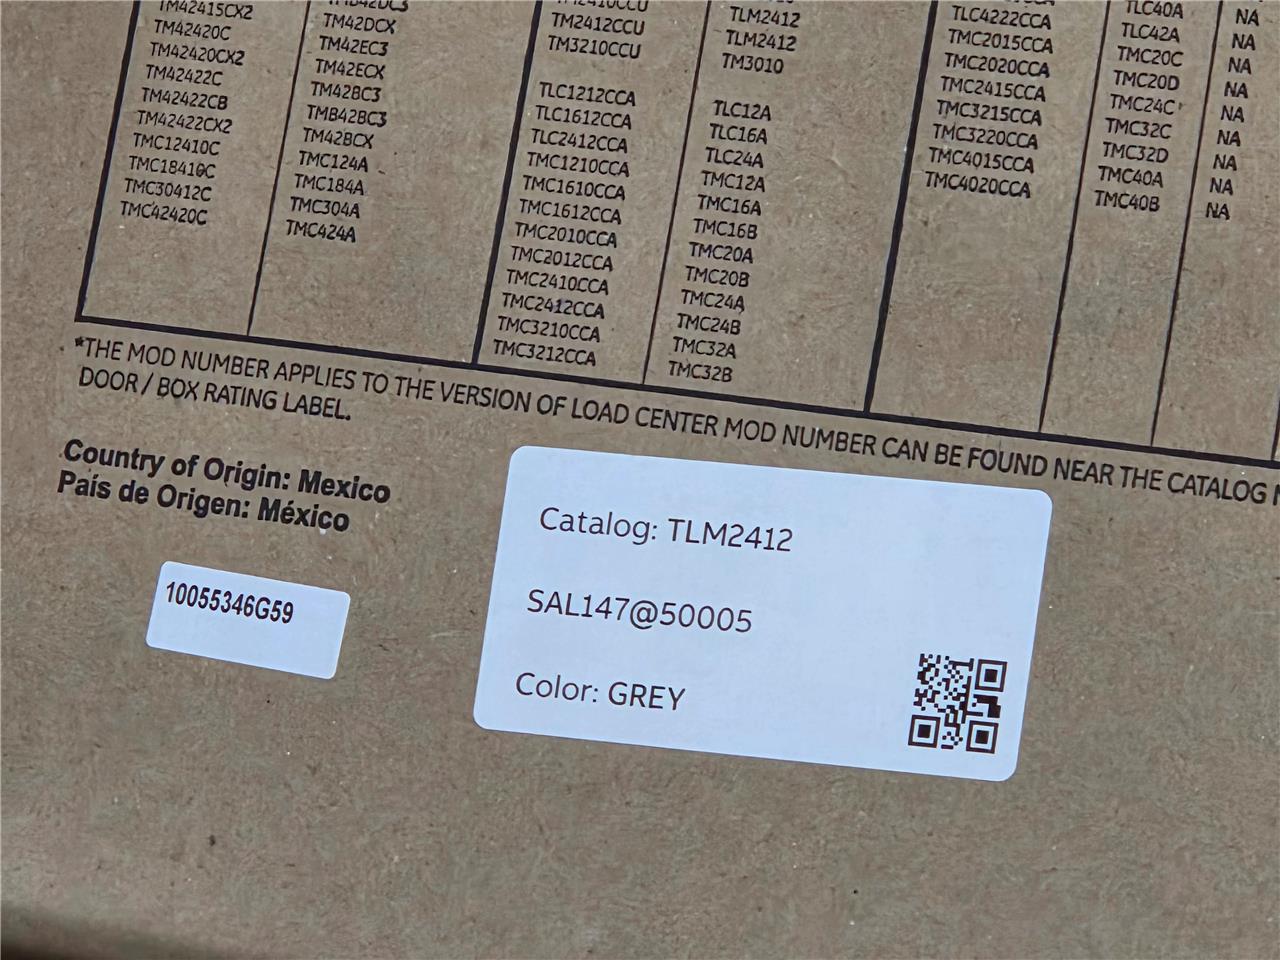 TM42415CX2
TM42420C
TM42420CX2
TM42422C
TM42422CB
TM42422CX2
TMC12410C
TMC18410C
TMC30412C
TMC42420C
TM42DCX
TM42EC3
TM42ECX
TM42BC3
TMB42BC3
TM42BCX
TMC124A
TMC184A
TMC304A
TMC424A
TM2412CCU
TM3210CCU
TLC1212CCA
TLC1612CCA
TLC2412CCA
TMC1210CCA
TMC1610CCA
TMC1612CCA
TMC2010CCA
TMC2012CCA
TMC2410CCA
TMC2412CCA
TMC3210CCA
TMC3212CCA
TLM2412
TLM2412
TM3010
TLC12A
TLC16A
TLC24A
TMC12A
TMC16A
TMC16B
TMC20A
TMC20B
TMC24A
TMC24B
TMC32A
TMC32B
TLC4222CCA
TMC2015CCA
TMC2020CCA
TMC2415CCA
TMC3215CCA
TMC3220CCA
TMC4015CCA
TMC4020CCA
TLC40A
TLC42A
TMC20C
TMC20D
TMC24C
TMC32C
TMC32D
TMC40A
TMC40B
NA
NA
NA
NA
NA
NA
NA
NA
NA
*THE MOD NUMBER APPLIES TO THE VERSION OF LOAD CENTER MOD NUMBER CAN BE FOUND NEAR THE CATALOG
DOOR / BOX RATING LABEL.
Country of Origin: Mexico
País de Origen: México
10055346G59
Catalog: TLM2412
SAL147@50005
Color: GREY